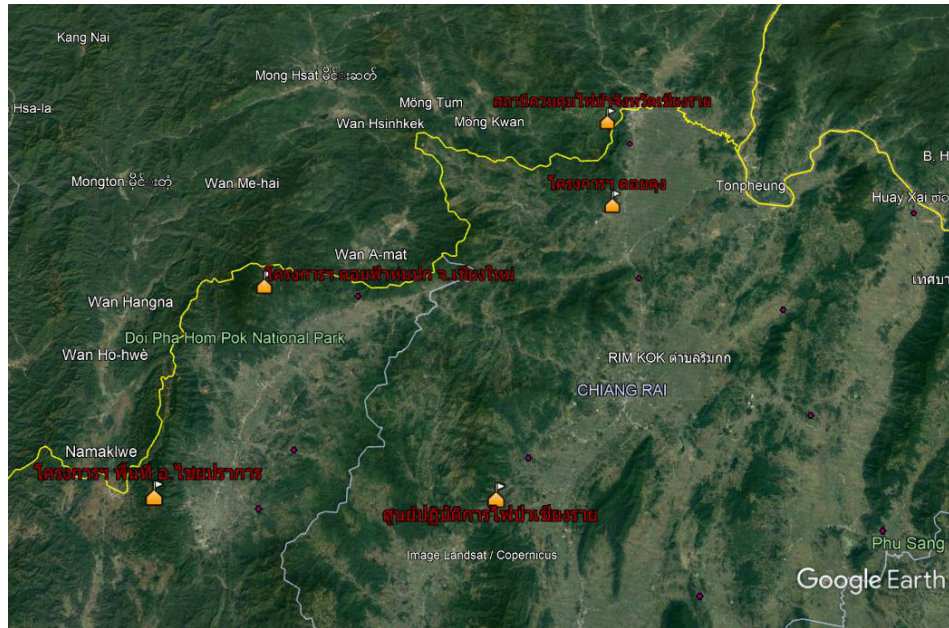 Kang Nai
Mong Hsat မိုင်းဆတ်
Hsa-la
Möng Tum
สถานีควบคุมไฟป่าจังหวัดเชียงราย
Wan Hsinhkek
Möng Kwan
B. H
Mongton မိုင်းတုံ
Wan Me-hai
โครงการฯ ดอยตุง
Tonpheung
Huay Xai
Wan A-mat
โครงการฯ ดอยฟ้าห่มปก จ.เชียงใหม่
เทศบา
Wan Hangna
Doi Pha Hom Pok National Park
Wan Ho-hwè
RIM KOK ตำบลริมกก
CHIANG RAI
Namaklwe
โครงการฯ พื้นที่ อ.ไชยปราการ
ศูนย์ปฏิบัติการไฟป่าเชียงราย
Phu Sang
Image Landsat / Copernicus
Google Earth